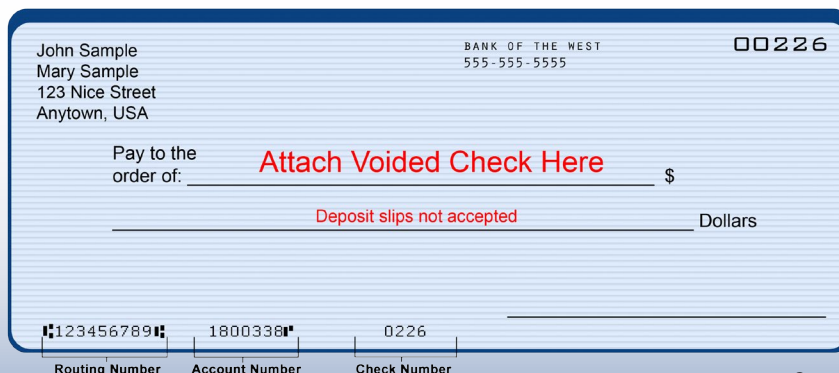 John Sample
Mary Sample
123 Nice Street
Anytown, USA
BANK OF THE WEST
555-555-5555
00226
Pay to the
order of:
Attach Voided Check Here
$
Deposit slips not accepted
Dollars
⑆123456789⑆ 1800338⑈ 0226
Routing Number Account Number Check Number